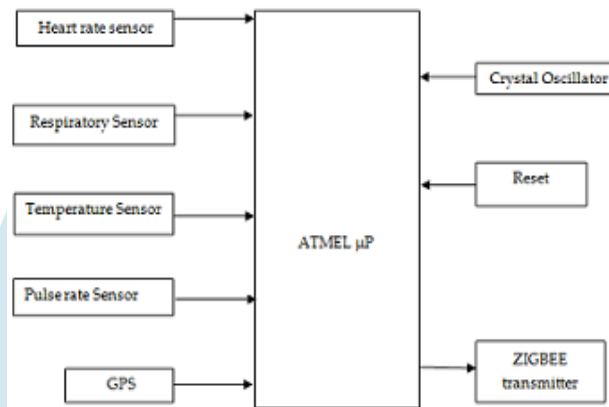 Heart rate sensor
Respiratory Sensor
Temperature Sensor
Pulse rate Sensor
GPS
ATMEL µP
Crystal Oscillator
Reset
ZIGBEE
transmitter